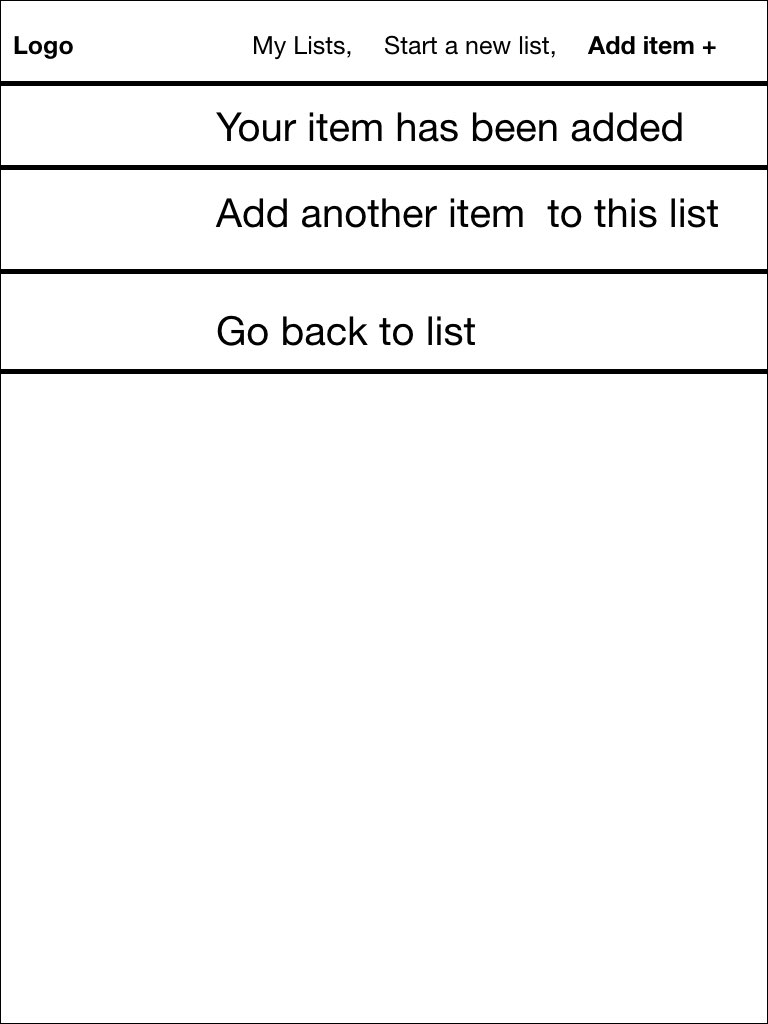 Logo My Lists, Start a new list, Add item +
Your item has been added
Add another item  to this list
Go back to list